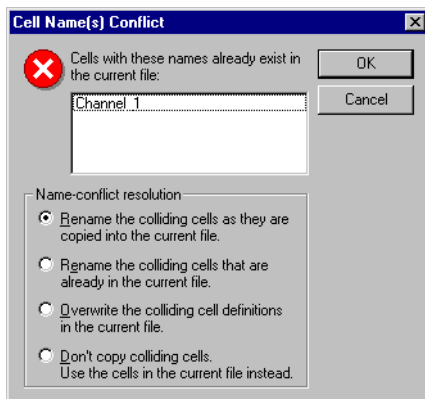 Cell Name(s) Conflict
Cells with these names already exist in
the current file:
OK
Cancel
Channel_1
Name-conflict resolution
Rename the colliding cells as they are
copied into the current file.
Rename the colliding cells that are
already in the current file.
Overwrite the colliding cell definitions
in the current file.
Don't copy colliding cells.
Use the cells in the current file instead.